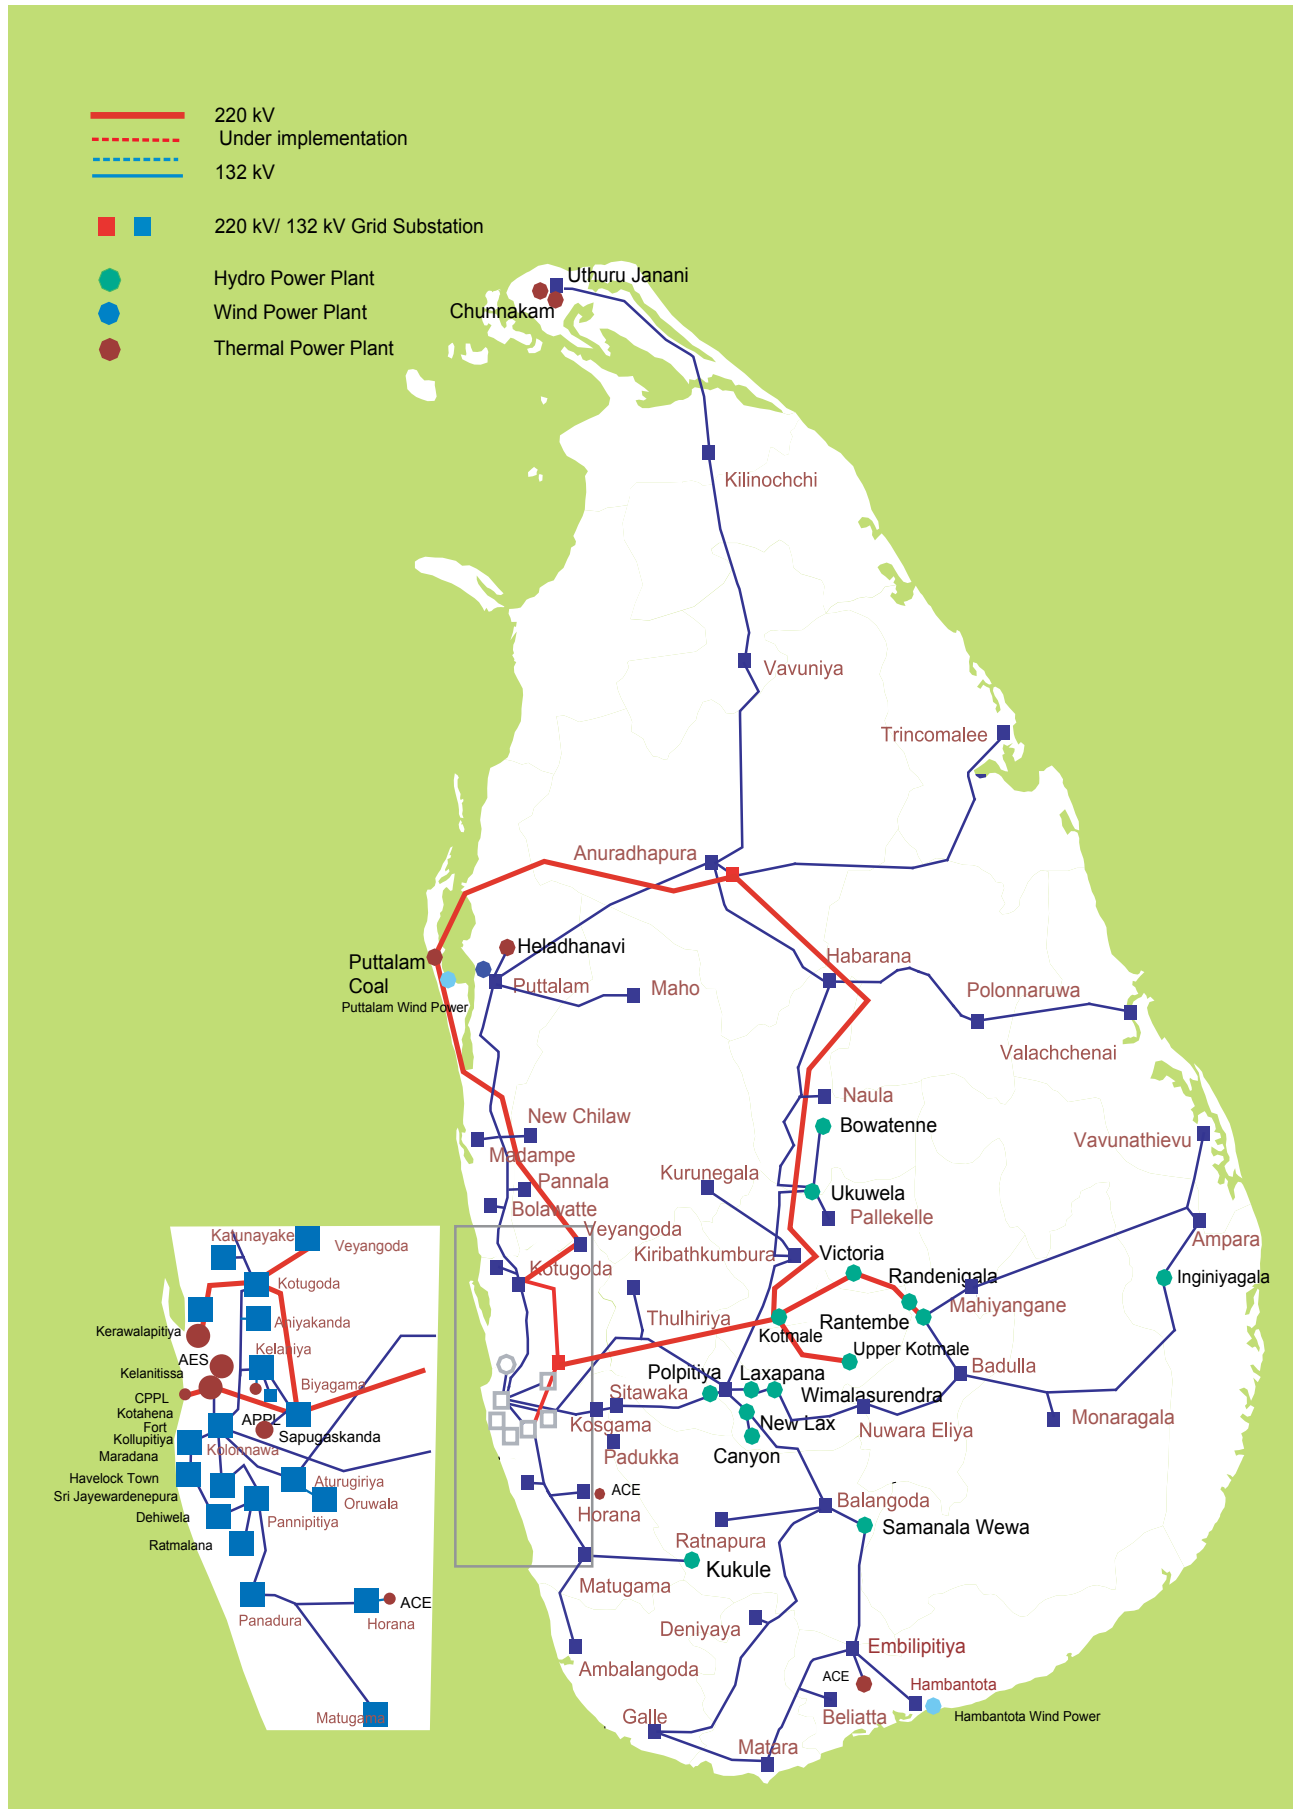 220 kV
Under implementation
132 kV
220 kV/ 132 kV Grid Substation
Hydro Power Plant
Wind Power Plant
Thermal Power Plant
Uthuru Janani
Chunnakam
Kilinochchi
Vavuniya
Trincomalee
Anuradhapura
Heladhanavi
Habarana
Puttalam
Coal
Puttalam Wind Power
Puttalam
Maho
Polonnaruwa
Valachchenai
Naula
New Chilaw
Bowatenne
Vavunathievu
Madampe
Pannala
Kurunegala
Ukuwela
Bolawatte
Pallekelle
Veyangoda
Kiribathkumbura
Victoria
Ampara
Kotugoda
Randenigala
Inginiyagala
Mahiyangane
Thulhiriya
Kotmale
Rantembe
Upper Kotmale
Polpitiya
Laxapana
Badulla
Sitawaka
Wimalasurendra
Kosgama
New Lax
Nuwara Eliya
Monaragala
Padukka
Canyon
ACE
Horana
Balangoda
Ratnapura
Samanala Wewa
Kukule
Matugama
Deniyaya
Embilipitiya
Ambalangoda
ACE
Hambantota
Galle
Beliatta
Hambantota Wind Power
Matara
Katunayake
Veyangoda
Kotugoda
Aniyakanda
Kerawalapitiya
Kelaniya
AES
Kelanitissa
Biyagama
CPPL
Kotahena
APPL
Fort
Sapugaskanda
Kollupitiya
Kolonnawa
Maradana
Havelock Town
Aturugiriya
Sri Jayewardenepura
Oruwala
Dehiwela
Pannipitiya
Ratmalana
ACE
Panadura
Horana
Matugama